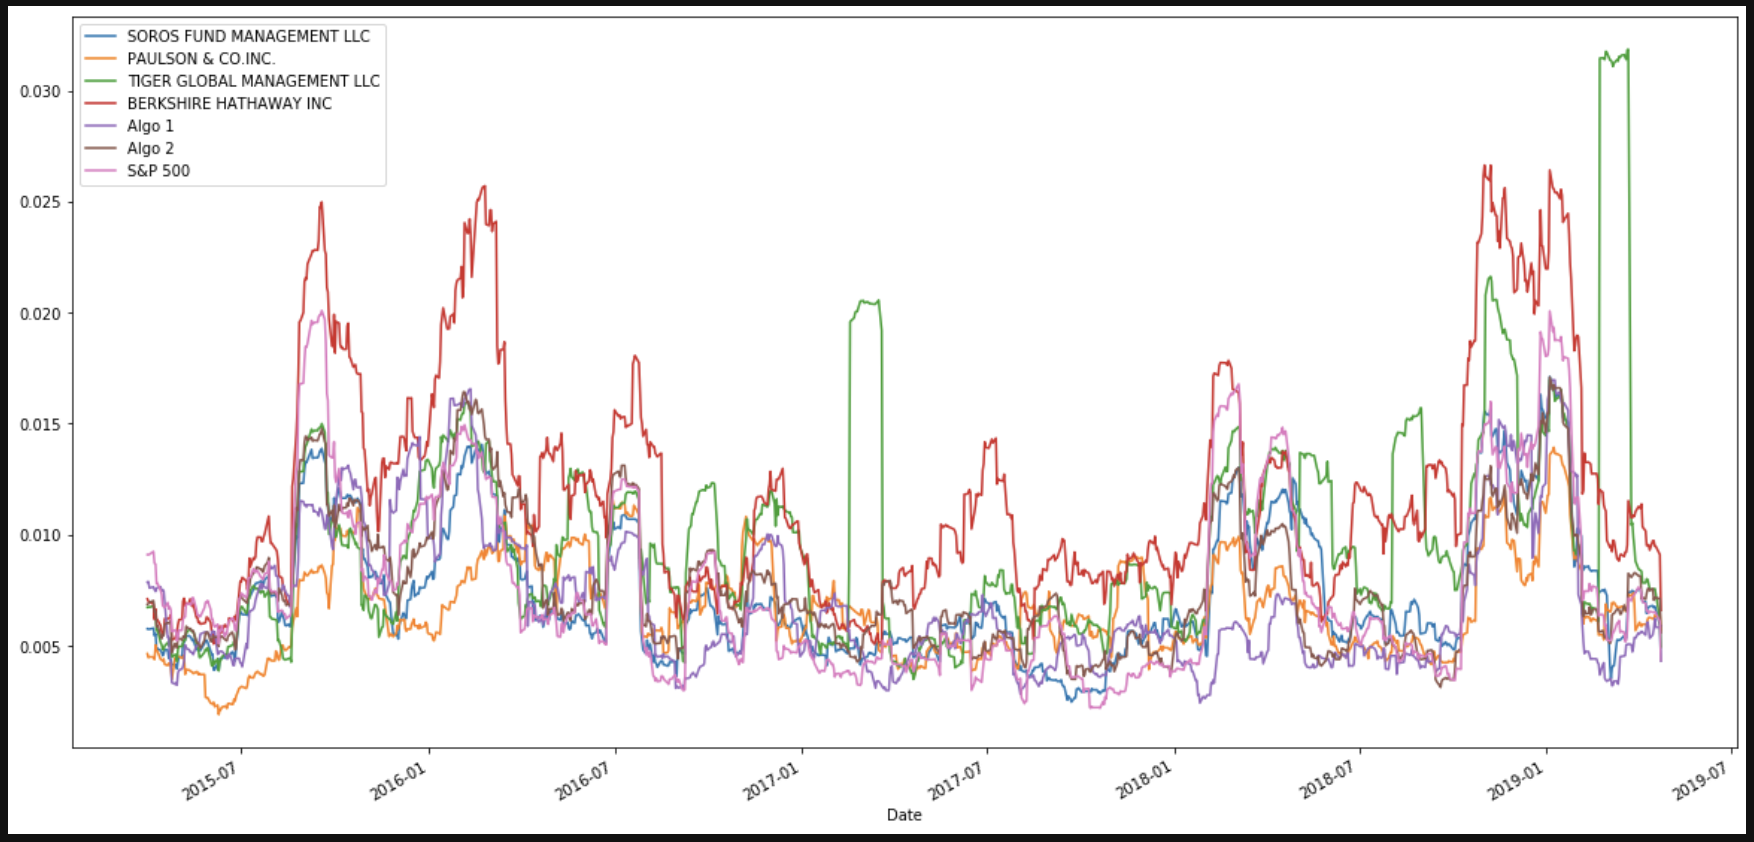 SOROS FUND MANAGEMENT LLC
PAULSON & CO.INC.
TIGER GLOBAL MANAGEMENT LLC
BERKSHIRE HATHAWAY INC
Algo 1
Algo 2
S&P 500
0.030
0.025
0.020
0.015
0.010
0.005
2015-07
2016-01
2016-07
2017-01
2017-07
2018-01
2018-07
2019-01
2019-07
Date